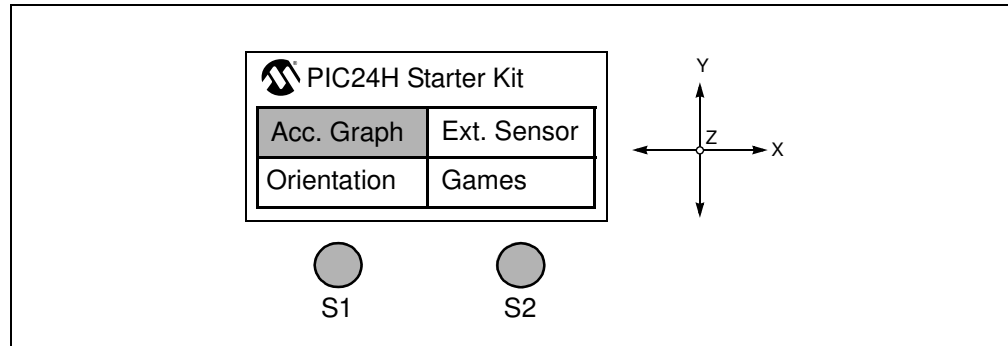 PIC24H Starter Kit
Acc. Graph Ext. Sensor
Orientation Games
S1 S2
Y
Z
X